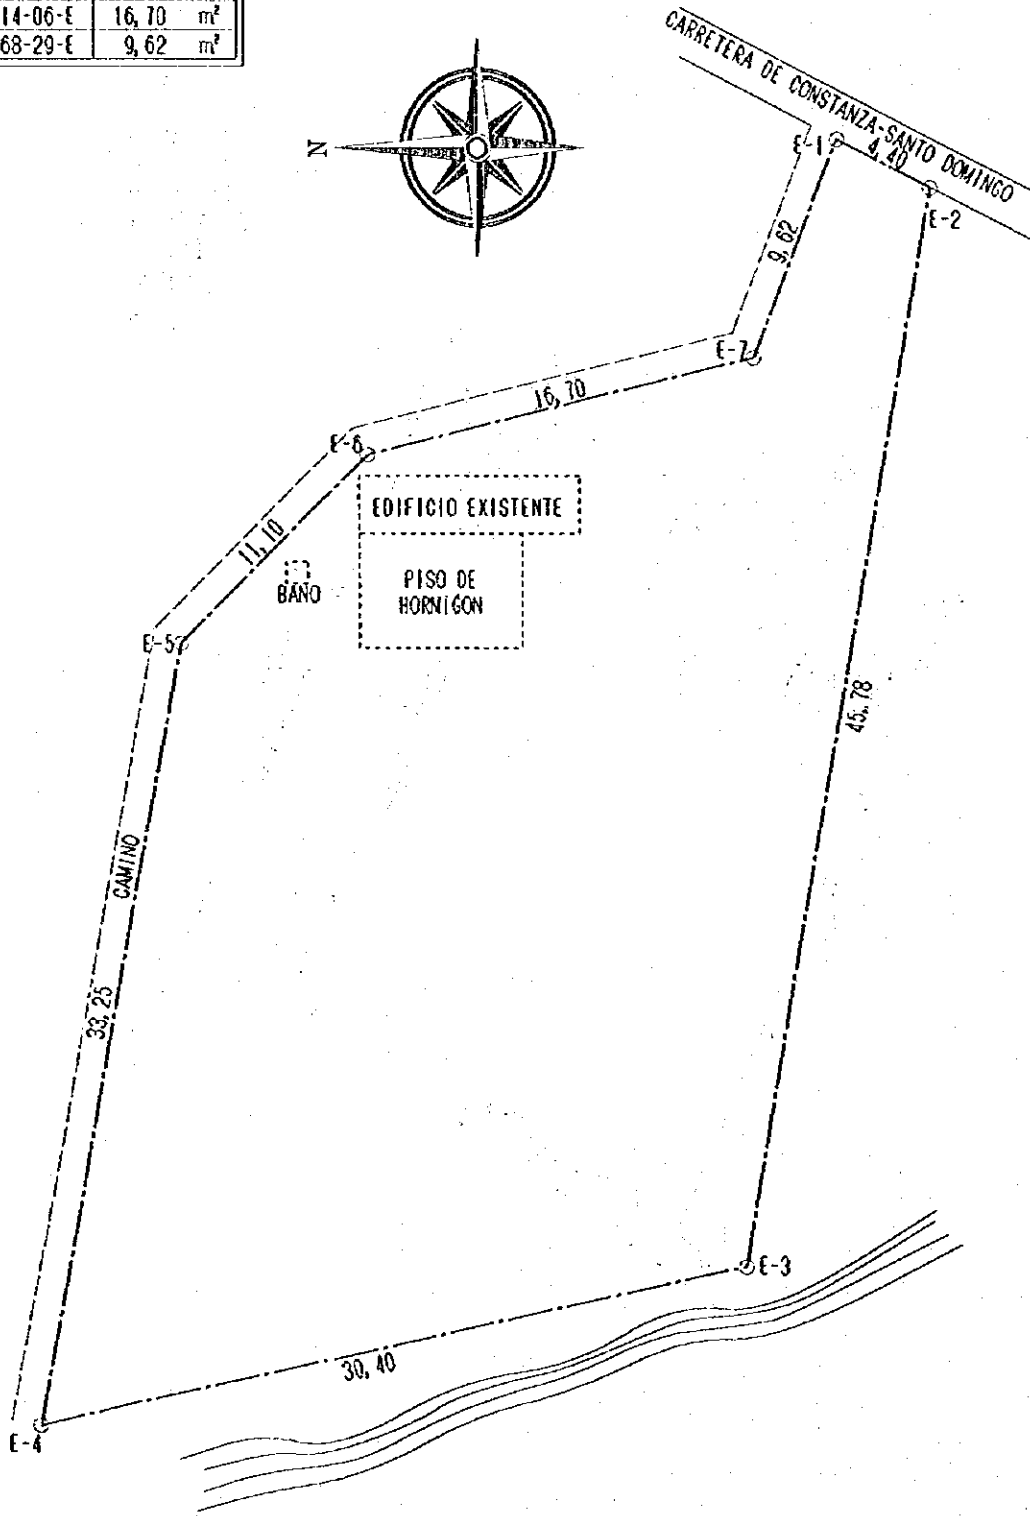 14-06-E 16,70 m²
68-29-E 9,62 m²
CARRETERA DE CONSTANZA-SANTO DOMINGO
N
E-1
4,40
E-2
9,62
E-7
16,70
E-6
EDIFICIO EXISTENTE
11,10
PISO DE
HORMIGON
BAÑO
E-5
45,78
CAMINO
33,25
E-3
30,40
E-4